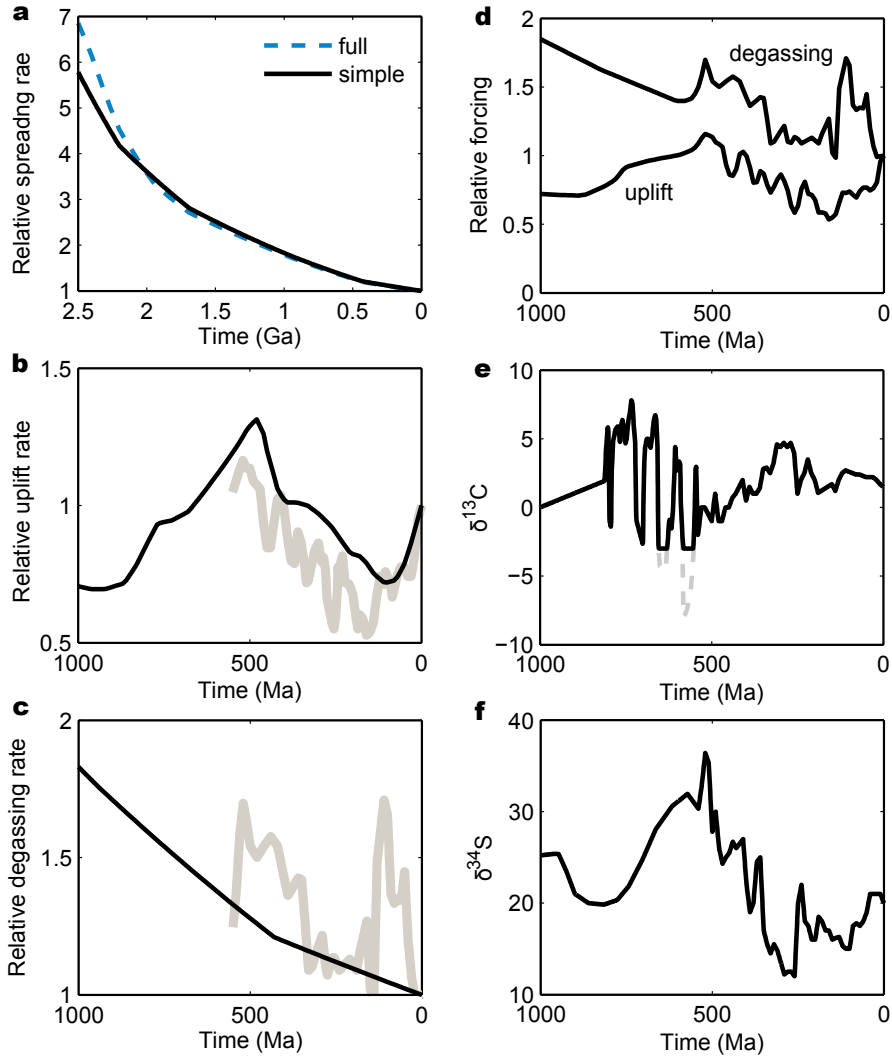 a
7
6
5
4
3
2
1
2.5 2 1.5 1 0.5 0
Relative spreadng rae
Time (Ga)
full
simple
b
1.5
1
0.5
1000 500 0
Relative uplift rate
Time (Ma)
c
2
1.5
1
1000 500 0
Relative degassing rate
Time (Ma)
d
2
1.5
1
0.5
0
1000 500 0
Relative forcing
degassing
uplift
Time (Ma)
e
10
5
0
−5
−10
1000 500 0
δ13C
Time (Ma)
f
40
30
20
10
1000 500 0
δ34S
Time (Ma)